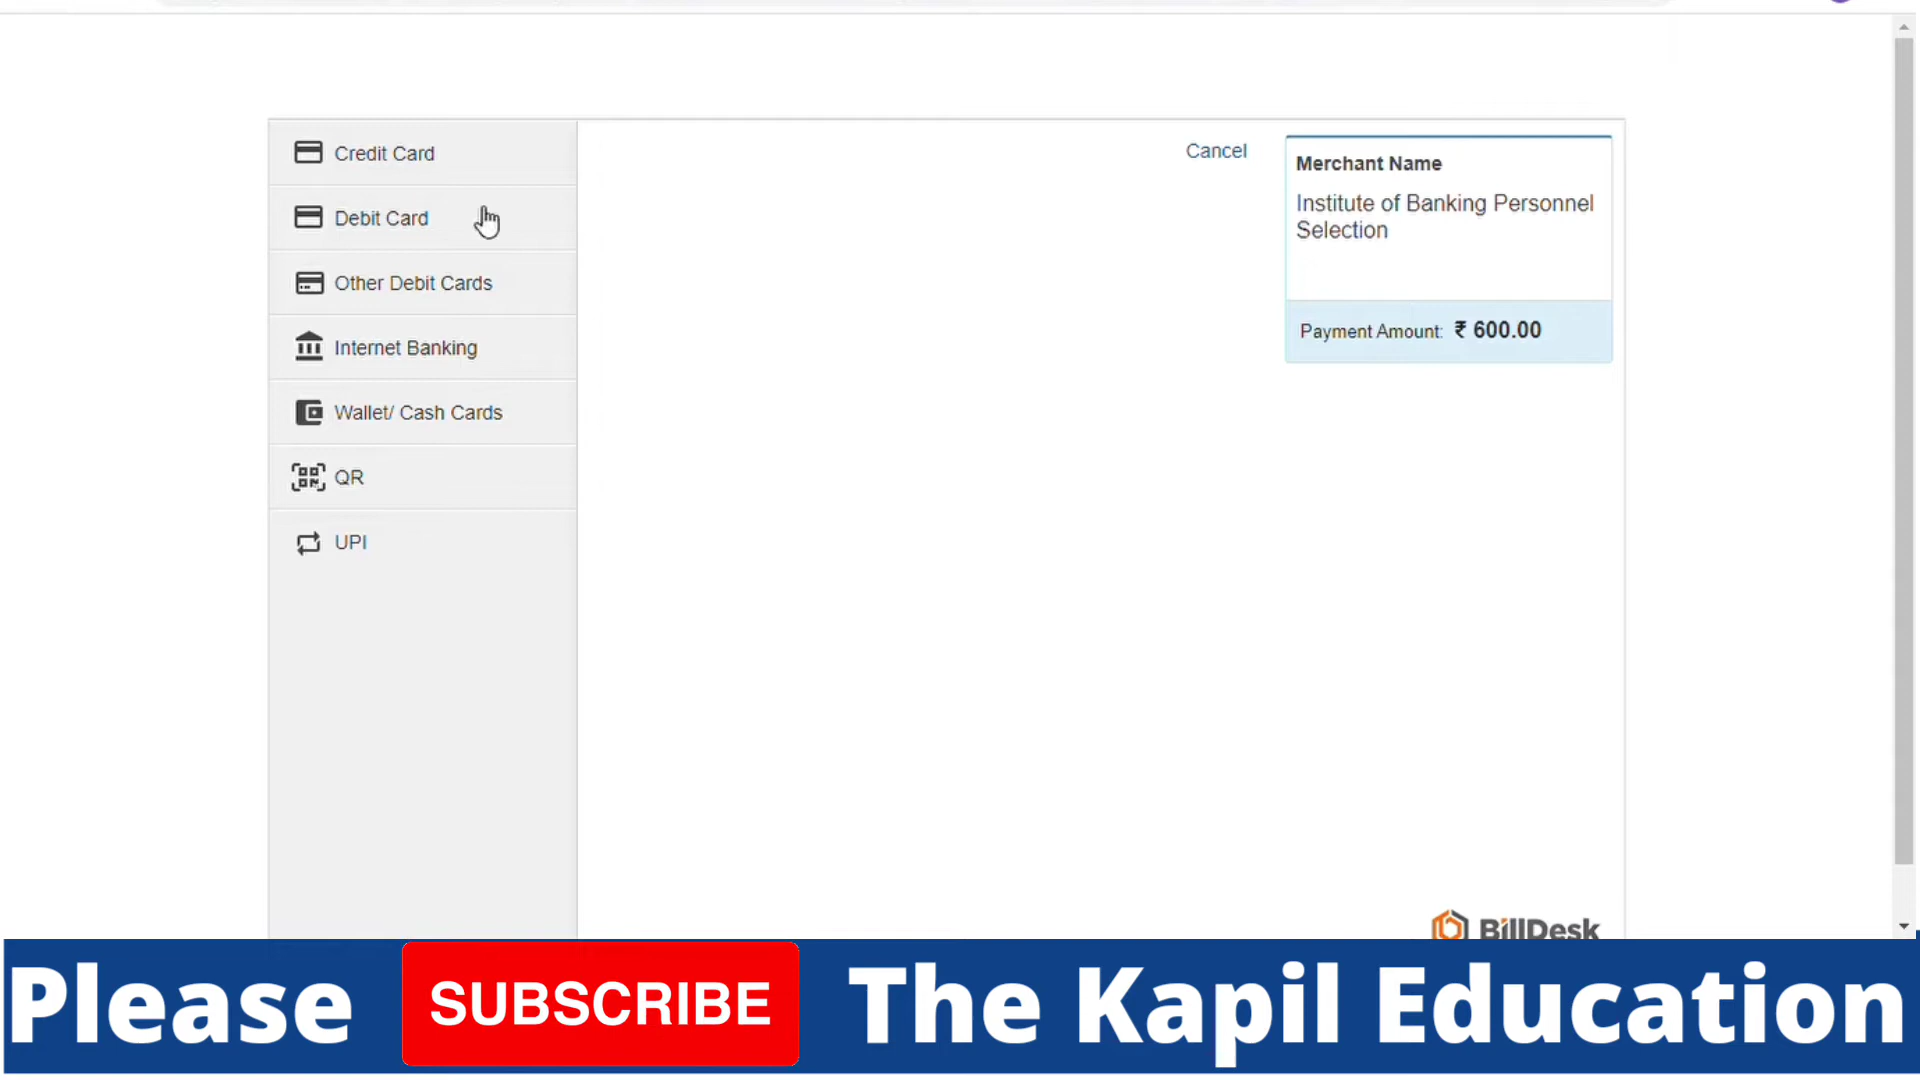 Credit Card
Debit Card
Other Debit Cards
Internet Banking
Wallet/ Cash Cards
QR
UPI
Cancel
Merchant Name
Institute of Banking Personnel
Selection
Payment Amount: ₹ 600.00
BillDesk
Please SUBSCRIBE The Kapil Education